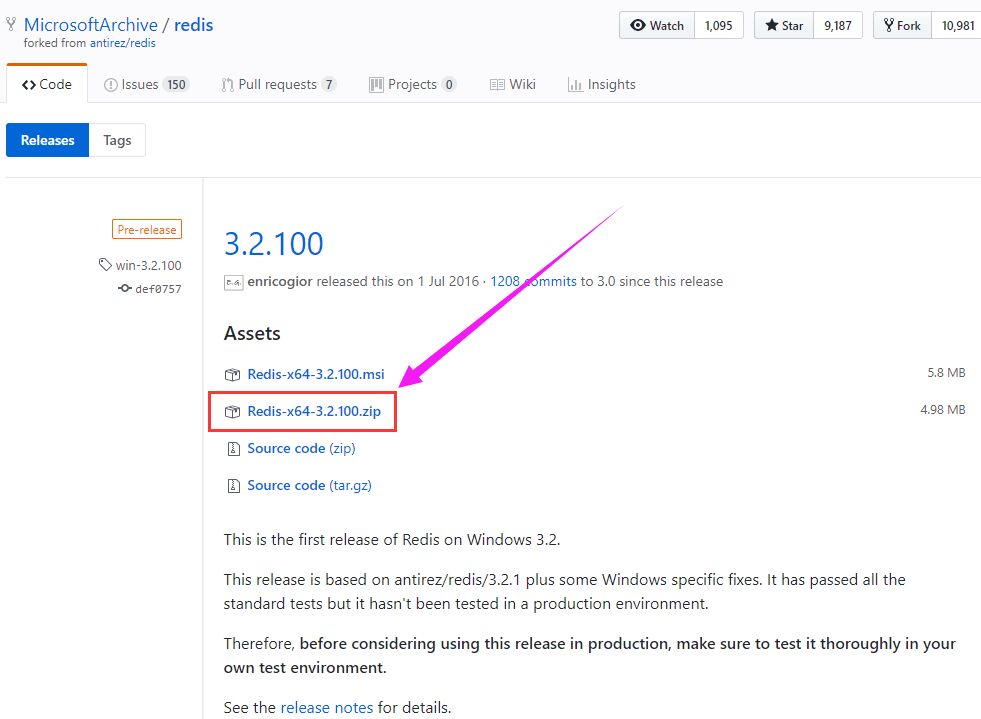 MicrosoftArchive / redis
forked from antirez/redis
Watch 1,095 Star 9,187 Fork 10,981
Code Issues 150 Pull requests 7 Projects 0 Wiki Insights
Releases Tags
Pre-release
win-3.2.100
def0757
3.2.100
enricogior released this on 1 Jul 2016 · 1208 commits to 3.0 since this release
Assets
Redis-x64-3.2.100.msi 5.8 MB
Redis-x64-3.2.100.zip 4.98 MB
Source code (zip)
Source code (tar.gz)
This is the first release of Redis on Windows 3.2.
This release is based on antirez/redis/3.2.1 plus some Windows specific fixes. It has passed all the
standard tests but it hasn't been tested in a production environment.
Therefore, before considering using this release in production, make sure to test it thoroughly in your
own test environment.
See the release notes for details.